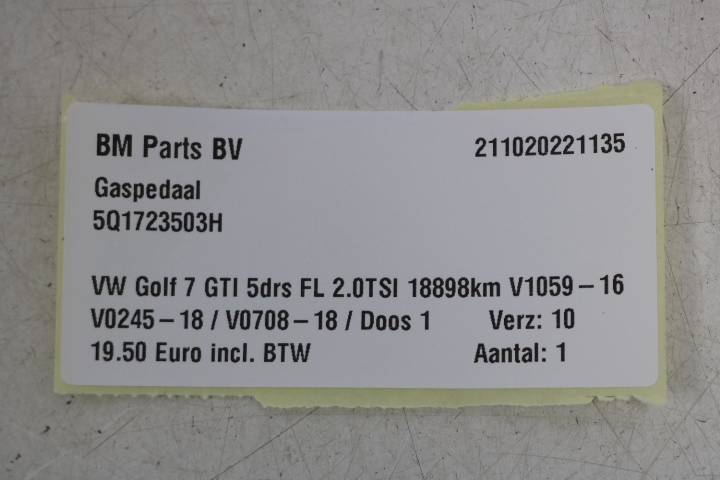 BM Parts BV 211020221135
Gaspedaal
5Q1723503H
VW Golf 7 GTI 5drs FL 2.0TSI 18898km V1059-16
V0245-18 / V0708-18 / Doos 1 Verz: 10
19.50 Euro incl. BTW Aantal: 1